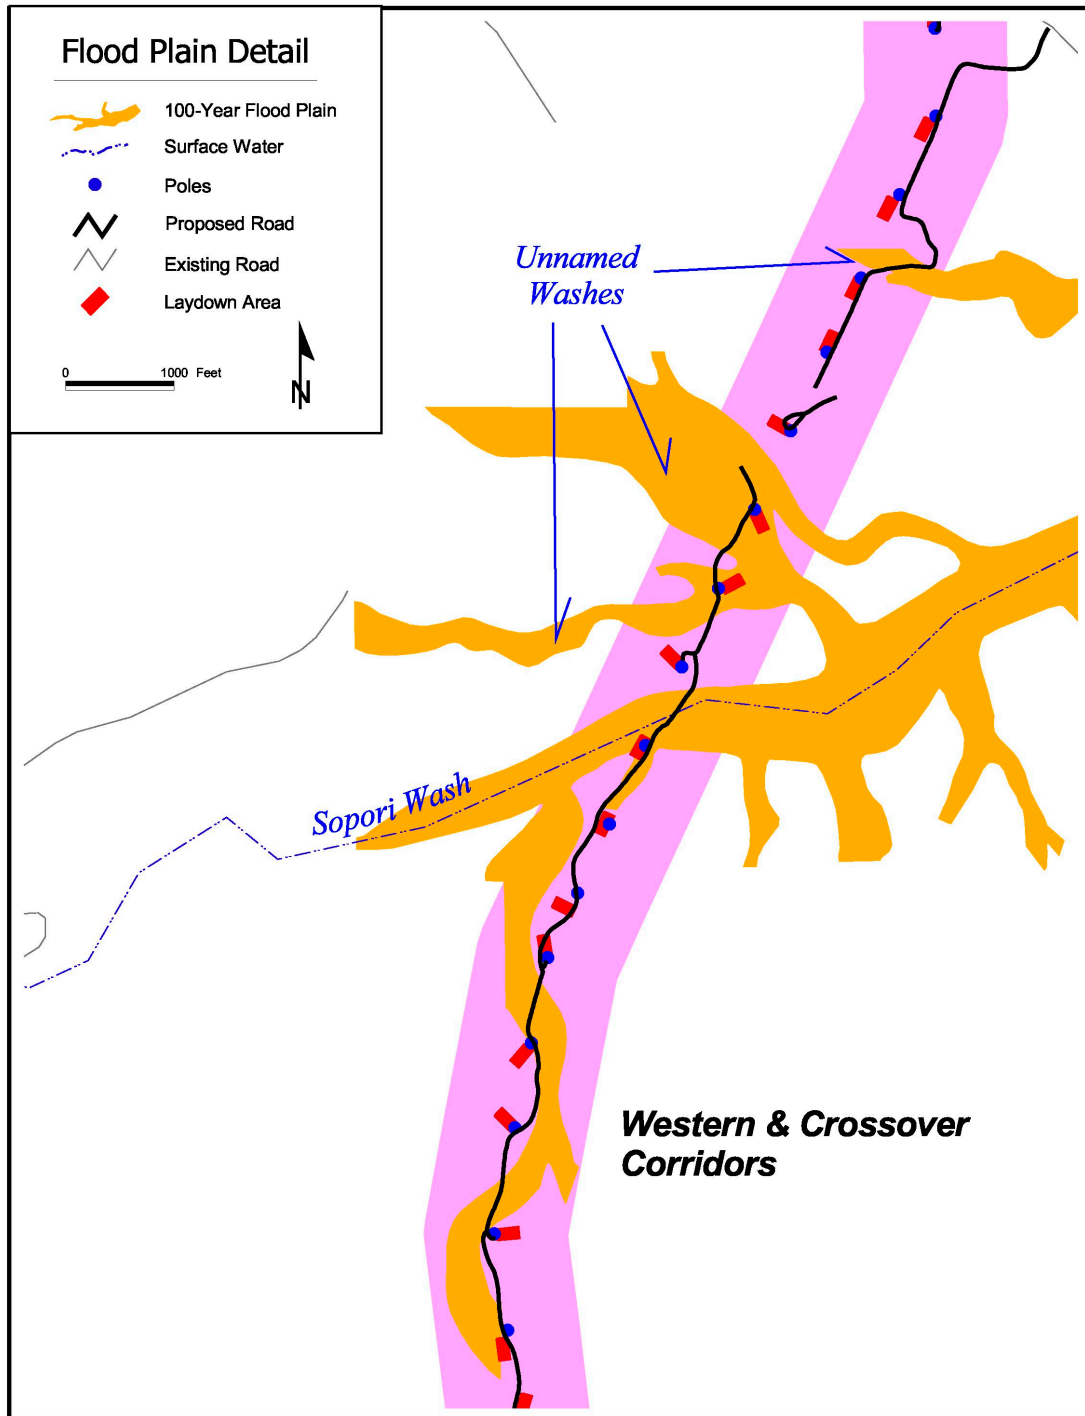 Flood Plain Detail
100-Year Flood Plain
Surface Water
Poles
Proposed Road
Existing Road
Laydown Area
0 1000 Feet
N
Unnamed
Washes
Sopori Wash
Western & Crossover
Corridors